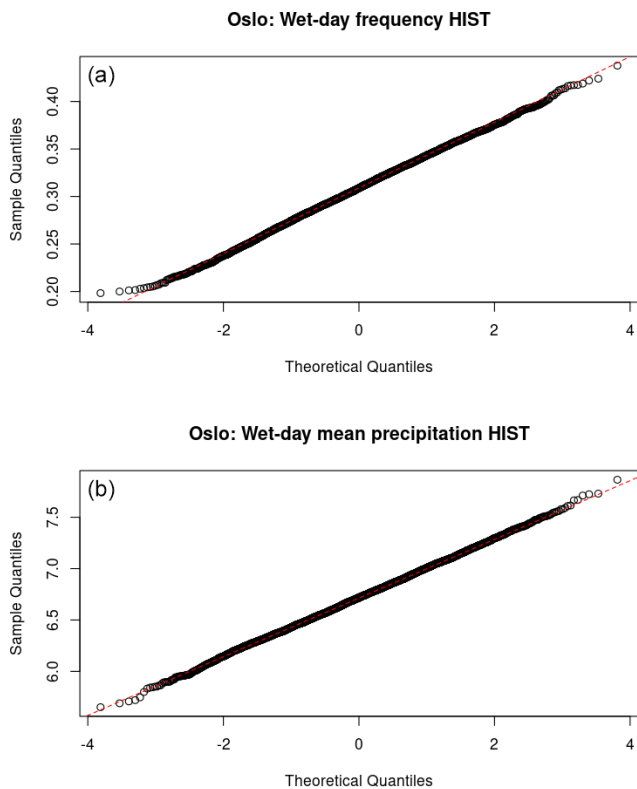 Oslo: Wet-day frequency HIST
(a)
Sample Quantiles
0.40
0.35
0.30
0.25
0.20
-4 -2 0 2 4
Theoretical Quantiles
Oslo: Wet-day mean precipitation HIST
(b)
Sample Quantiles
7.5
7.0
6.5
6.0
-4 -2 0 2 4
Theoretical Quantiles